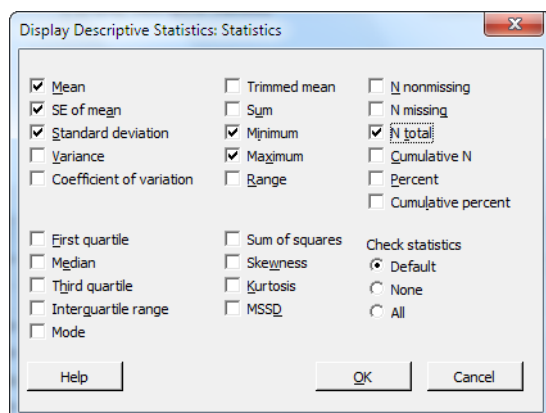 Display Descriptive Statistics: Statistics
Mean
SE of mean
Standard deviation
Variance
Coefficient of variation
Trimmed mean
Sum
Minimum
Maximum
Range
N nonmissing
N missing
N total
Cumulative N
Percent
Cumulative percent
First quartile
Median
Third quartile
Interquartile range
Mode
Sum of squares
Skewness
Kurtosis
MSSD
Check statistics
Default
None
All
Help
OK
Cancel